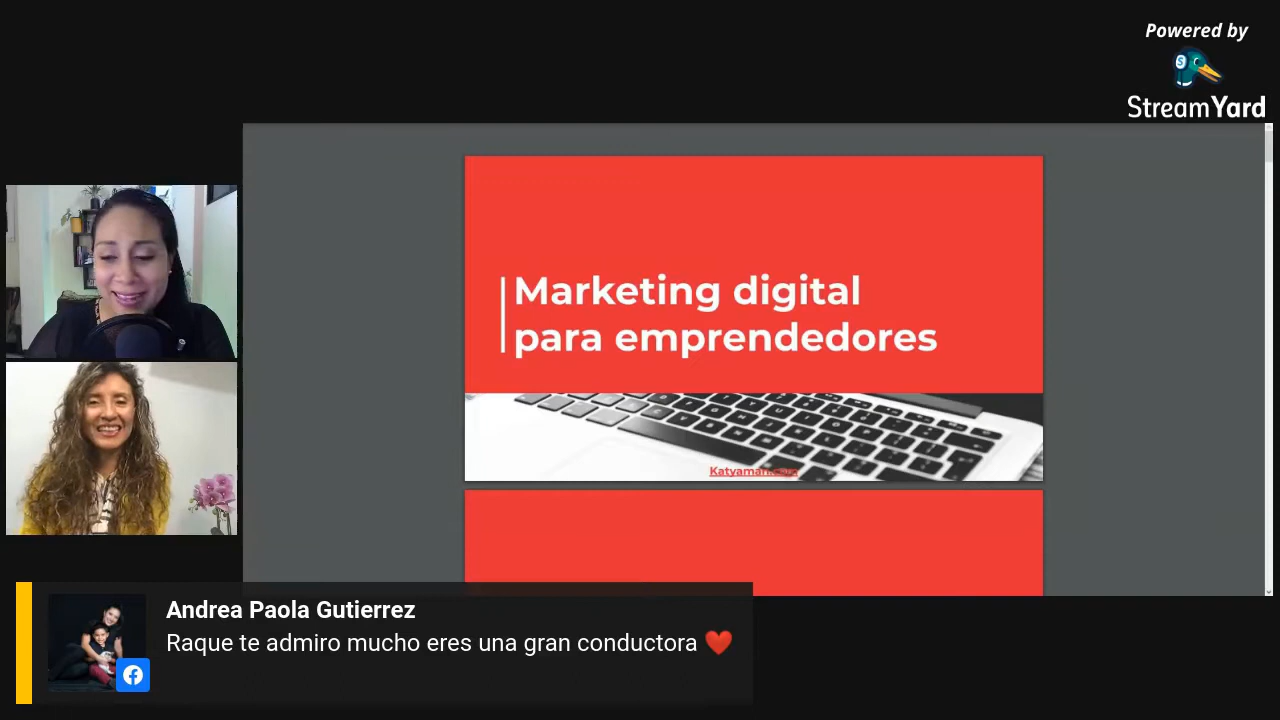 Powered by
StreamYard
Marketing digital
para emprendedores
Andrea Paola Gutierrez
Raque te admiro mucho eres una gran conductora ❤️